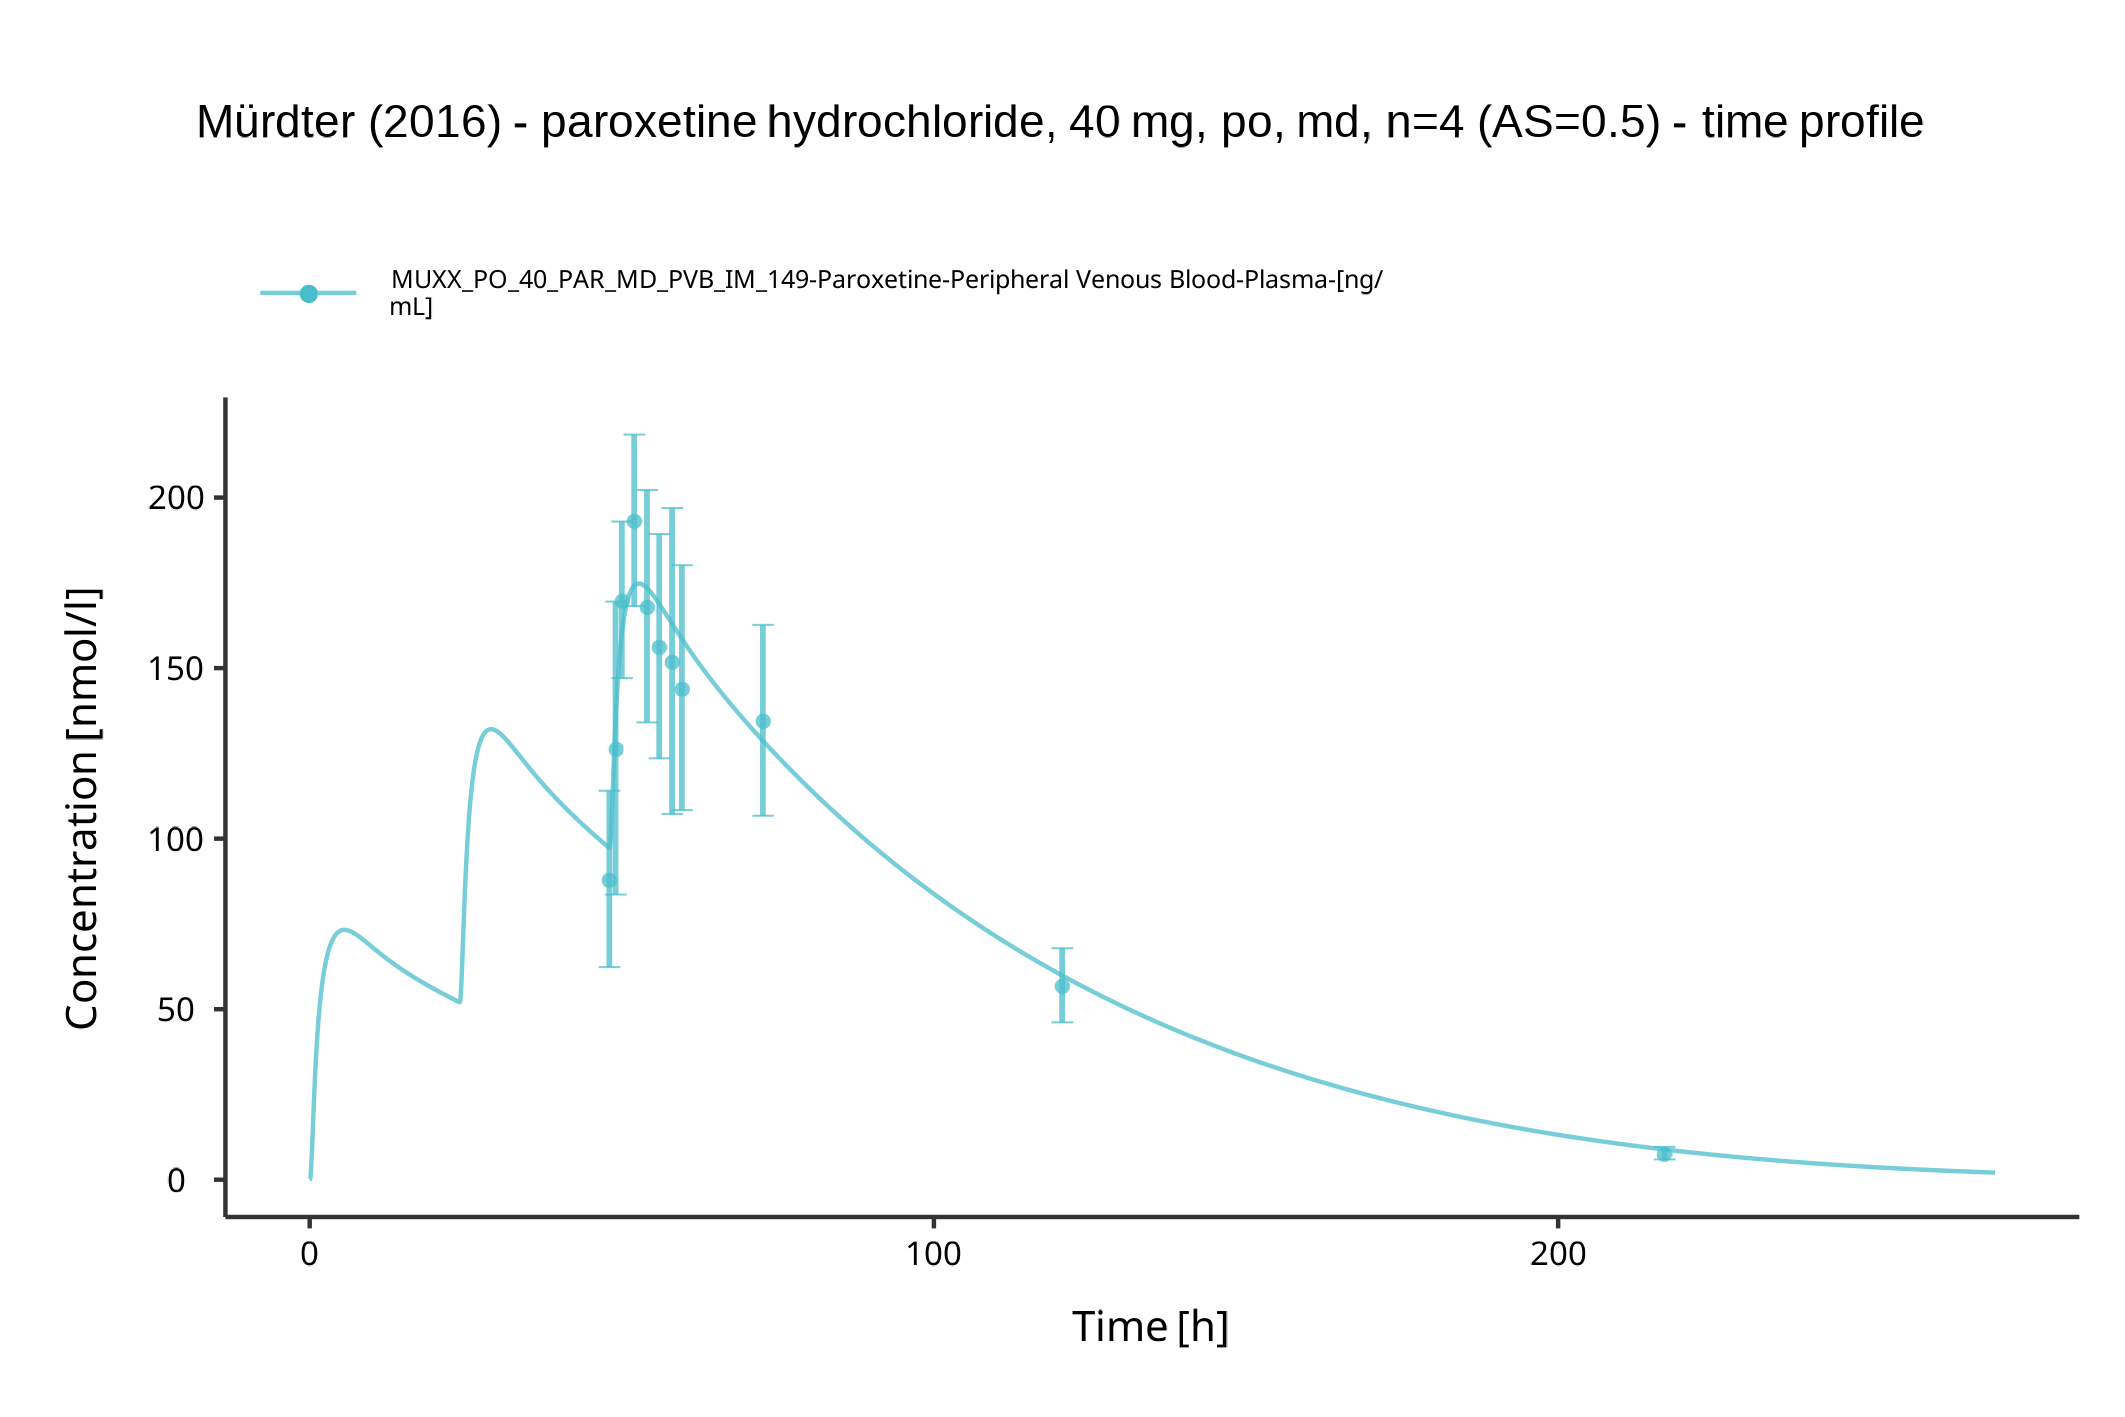 Mürdter (2016) - paroxetine hydrochloride, 40 mg, po, md, n=4 (AS=0.5) - time profile
MUXX_PO_40_PAR_MD_PVB_IM_149-Paroxetine-Peripheral Venous Blood-Plasma-[ng/
mL]
Concentration [nmol/l]
200
150
100
50
0
0
100
200
Time [h]